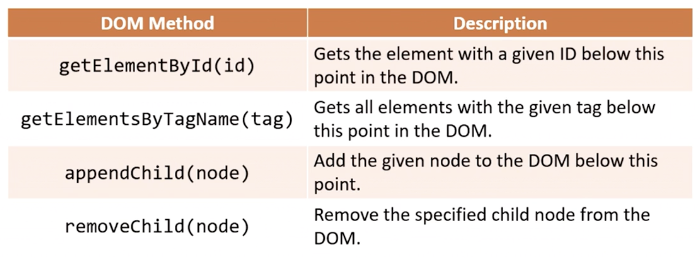 DOM Method Description
getElementById(id) Gets the element with a given ID below this
point in the DOM.
getElementsByTagName(tag) Gets all elements with the given tag below
this point in the DOM.
appendChild(node) Add the given node to the DOM below this
point.
removeChild(node) Remove the specified child node from the
DOM.